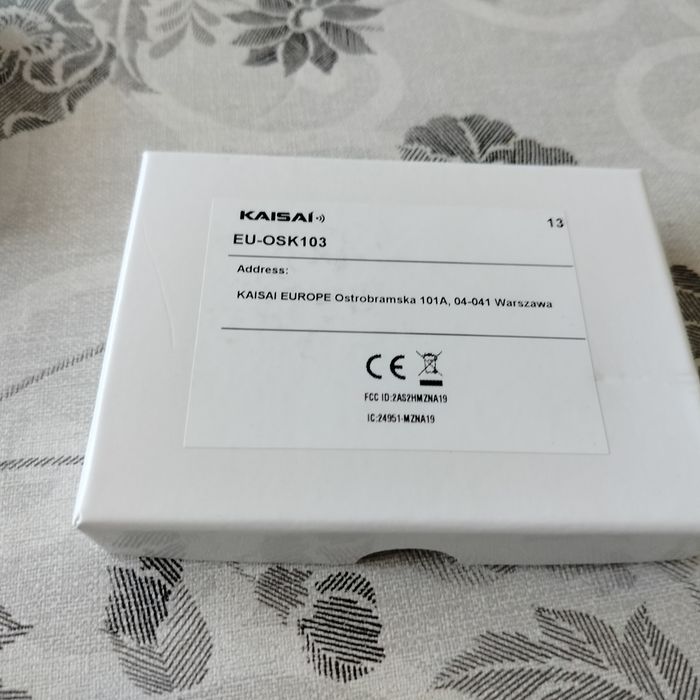 KAISAI
13
EU-OSK103
Address:
KAISAI EUROPE Ostrobramska 101A, 04-041 Warszawa
CE
FCC ID:2AS2HMZNA19
IC:24951-MZNA19